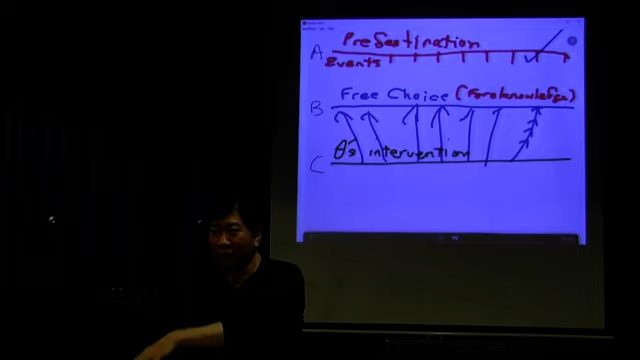 A Predestination
Events
B Free Choice (Foreknowledge)
C θ's intervention